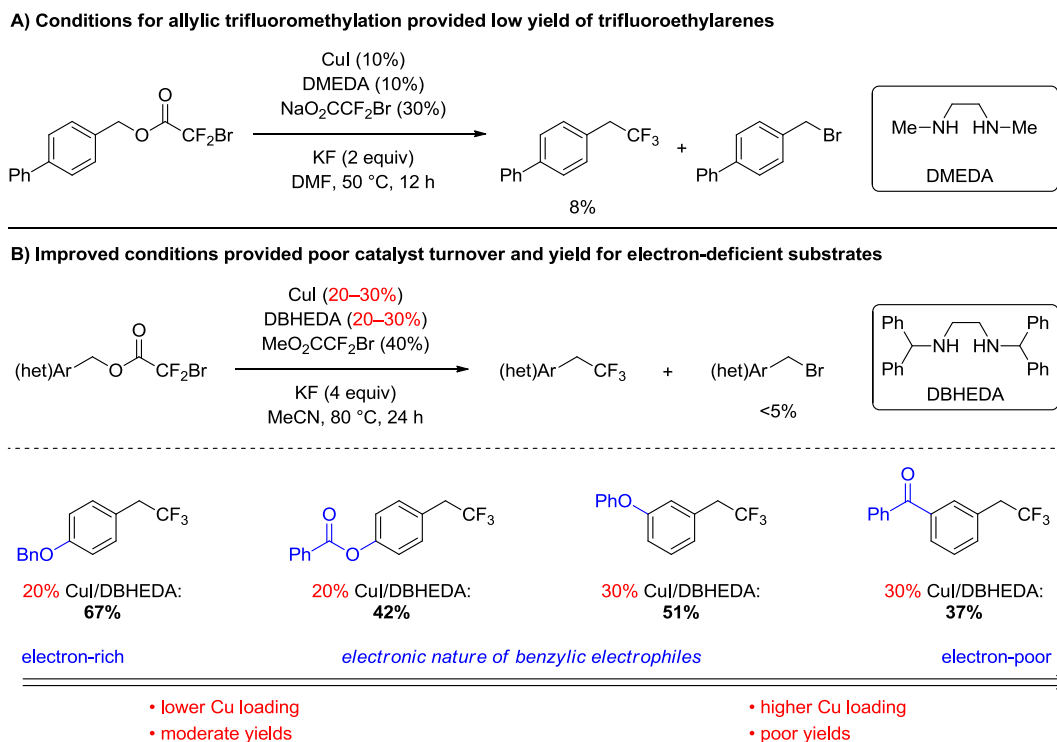 A) Conditions for allylic trifluoromethylation provided low yield of trifluoroethylarenes
CuI (10%)
DMEDA (10%)
NaO₂CCF₂Br (30%)
KF (2 equiv)
DMF, 50 °C, 12 h
Ph
O
O
CF₂Br
Ph
CF₃
8%
+
Ph
Br
Me
NH
HN
Me
DMEDA
B) Improved conditions provided poor catalyst turnover and yield for electron-deficient substrates
CuI (20–30%)
DBHEDA (20–30%)
MeO₂CCF₂Br (40%)
KF (4 equiv)
MeCN, 80 °C, 24 h
(het)Ar
O
O
CF₂Br
(het)Ar
CF₃
+
(het)Ar
Br
<5%
Ph
Ph
NH
HN
Ph
Ph
DBHEDA
BnO
CF₃
20% CuI/DBHEDA:
67%
Ph
O
O
CF₃
20% CuI/DBHEDA:
42%
PhO
CF₃
30% CuI/DBHEDA:
51%
Ph
O
CF₃
30% CuI/DBHEDA:
37%
electron-rich
electronic nature of benzylic electrophiles
electron-poor
• lower Cu loading
• moderate yields
• higher Cu loading
• poor yields